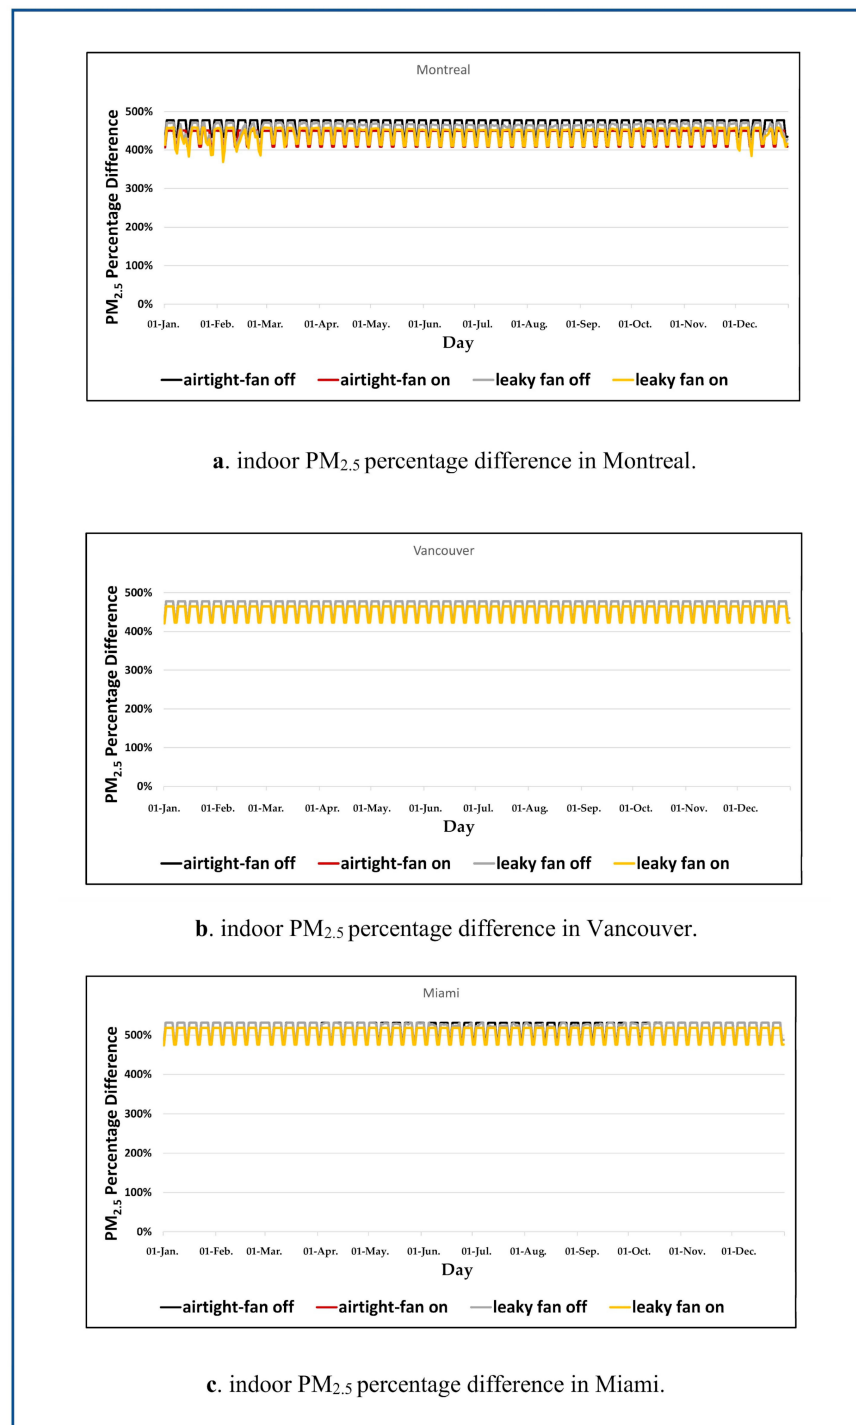 Montreal
500%
400%
300%
200%
100%
0%
PM2.5 Percentage Difference
01-Jan. 01-Feb. 01-Mar. 01-Apr. 01-May. 01-Jun. 01-Jul. 01-Aug. 01-Sep. 01-Oct. 01-Nov. 01-Dec.
Day
airtight-fan off airtight-fan on leaky fan off leaky fan on
a. indoor PM2.5 percentage difference in Montreal.
Vancouver
500%
400%
300%
200%
100%
0%
PM2.5 Percentage Difference
01-Jan. 01-Feb. 01-Mar. 01-Apr. 01-May. 01-Jun. 01-Jul. 01-Aug. 01-Sep. 01-Oct. 01-Nov. 01-Dec.
Day
airtight-fan off airtight-fan on leaky fan off leaky fan on
b. indoor PM2.5 percentage difference in Vancouver.
Miami
500%
400%
300%
200%
100%
0%
PM2.5 Percentage Difference
01-Jan. 01-Feb. 01-Mar. 01-Apr. 01-May. 01-Jun. 01-Jul. 01-Aug. 01-Sep. 01-Oct. 01-Nov. 01-Dec.
Day
airtight-fan off airtight-fan on leaky fan off leaky fan on
c. indoor PM2.5 percentage difference in Miami.